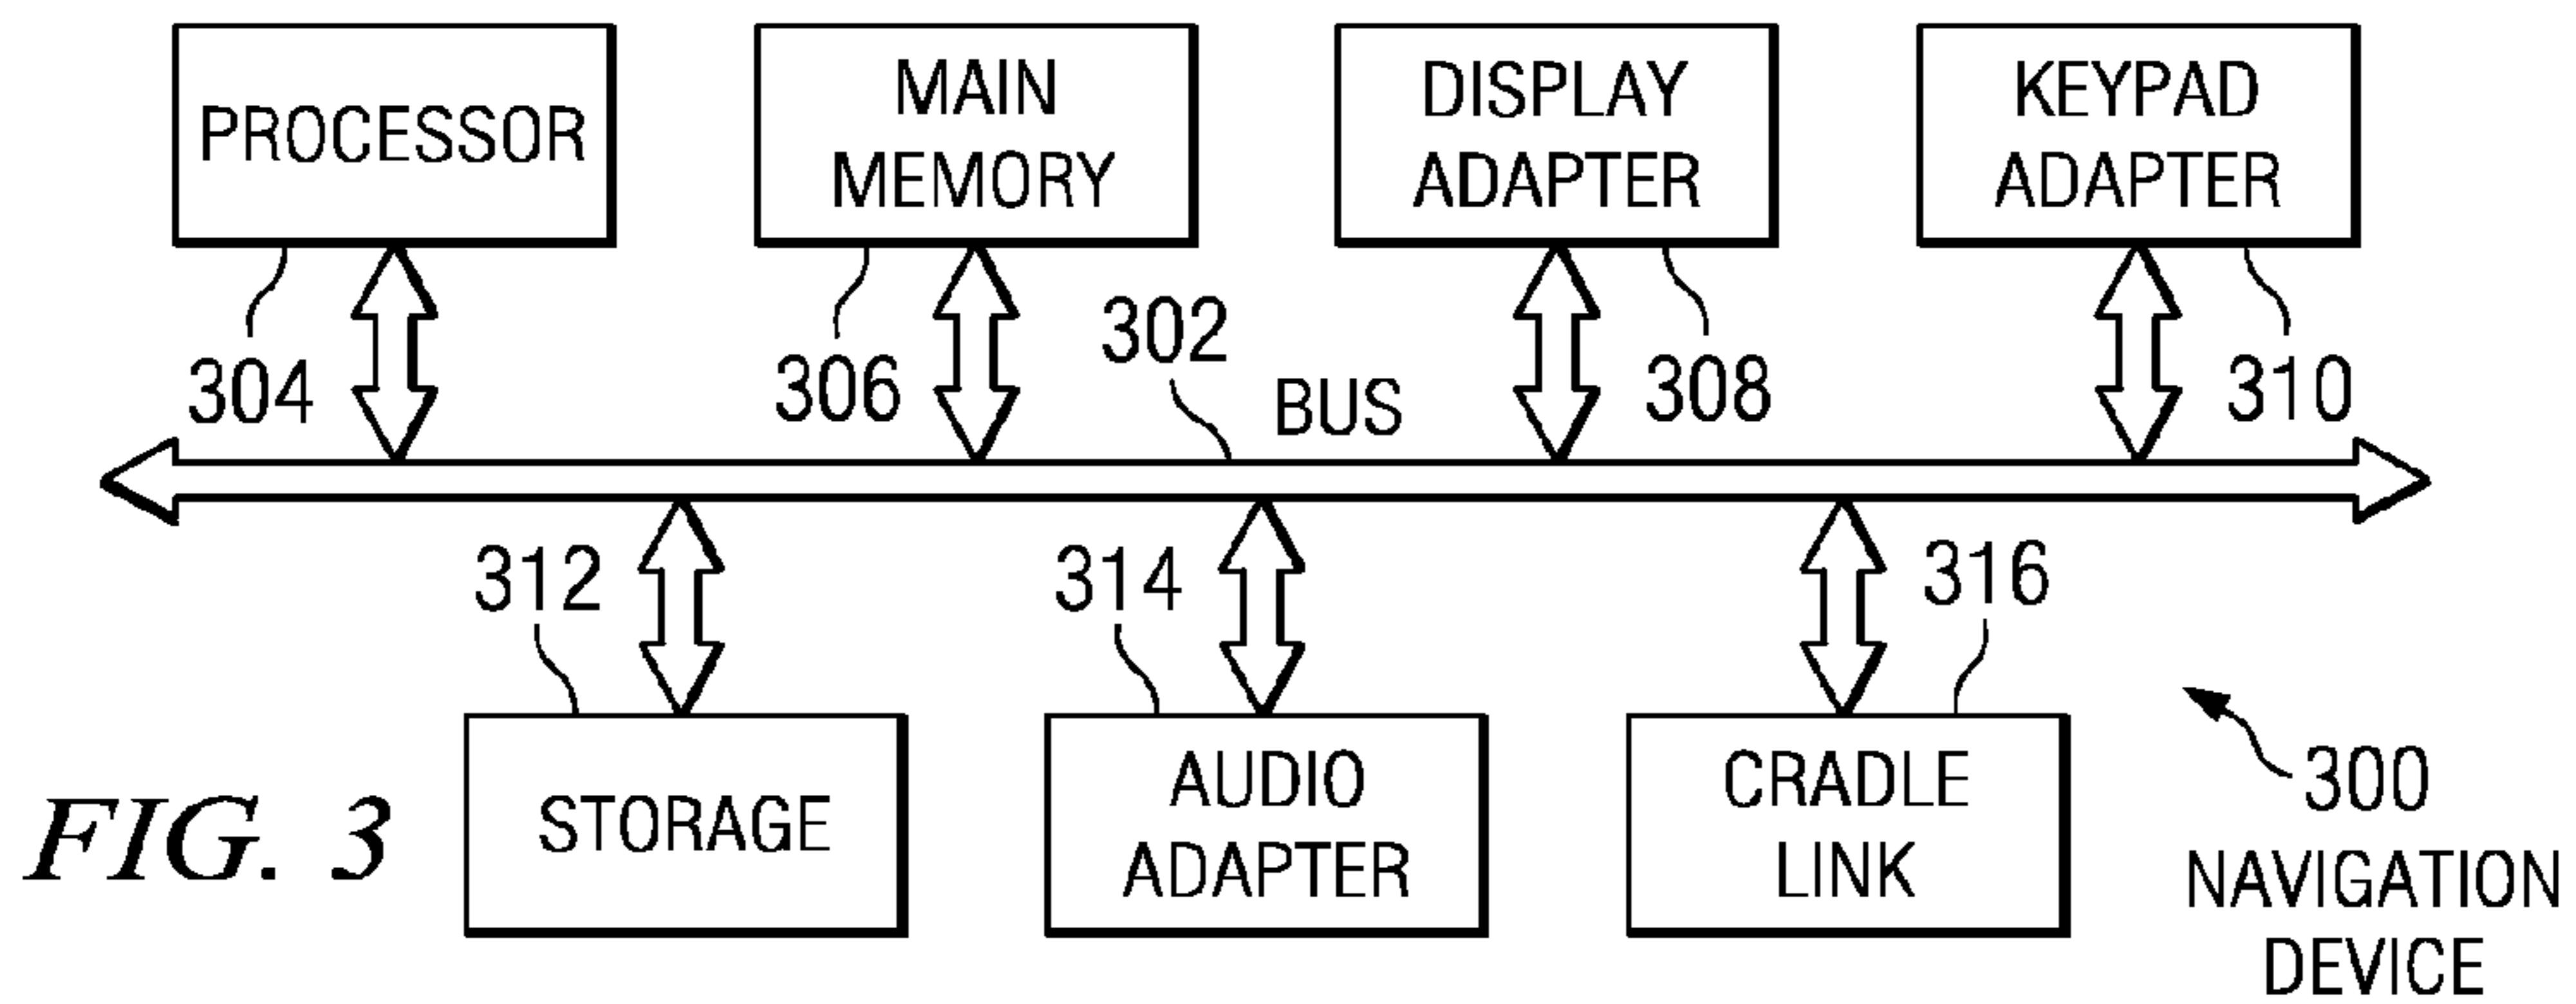 PROCESSOR
MAIN
MEMORY
DISPLAY
ADAPTER
KEYPAD
ADAPTER
304
306
302
BUS
308
310
312
314
316
STORAGE
AUDIO
ADAPTER
CRADLE
LINK
300
NAVIGATION
DEVICE
FIG. 3